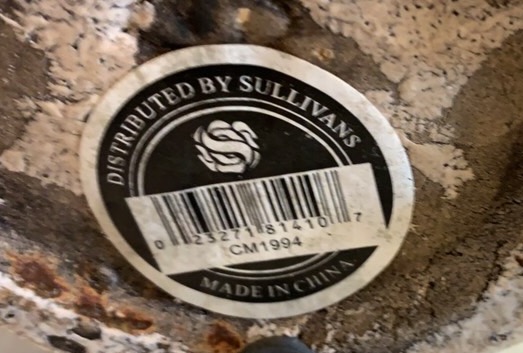 DISTRIBUTED BY SULLIVANS
S
0 23271 81410 7
CM1994
MADE IN CHINA